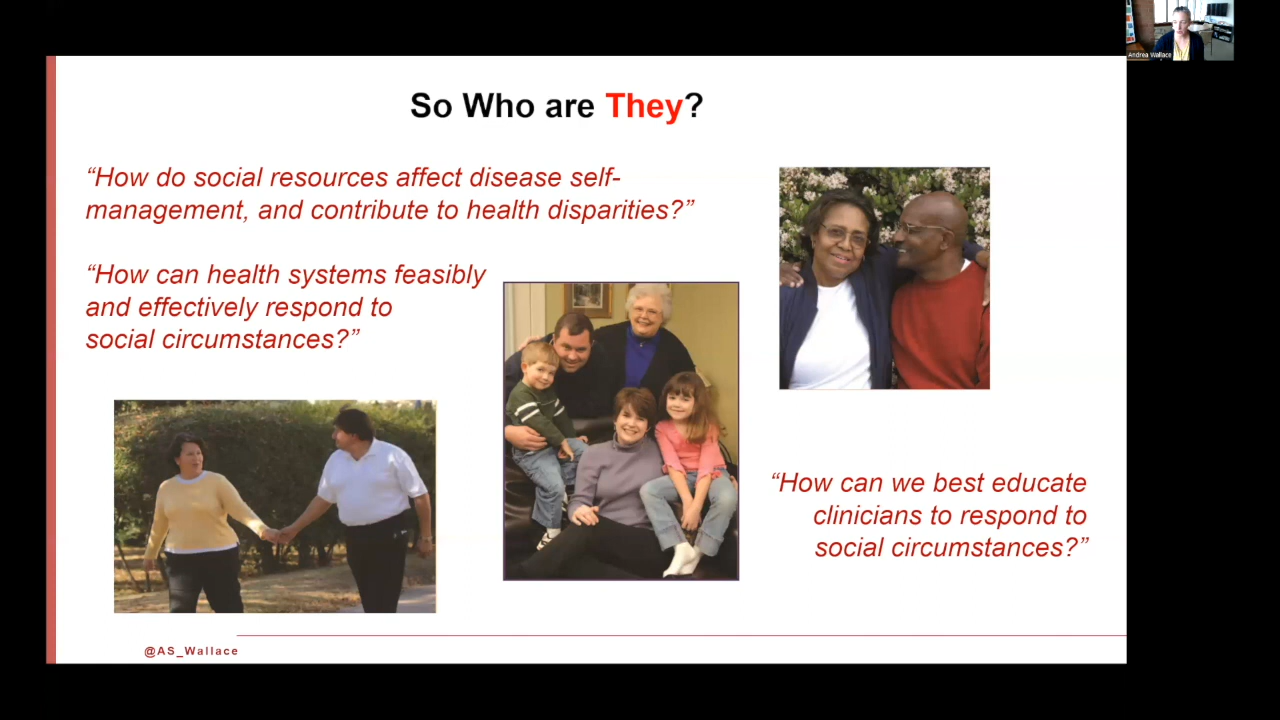 Andrea Wallace
So Who are They?
“How do social resources affect disease self-
management, and contribute to health disparities?”
“How can health systems feasibly
and effectively respond to
social circumstances?”
“How can we best educate
clinicians to respond to
social circumstances?”
@AS_Wallace